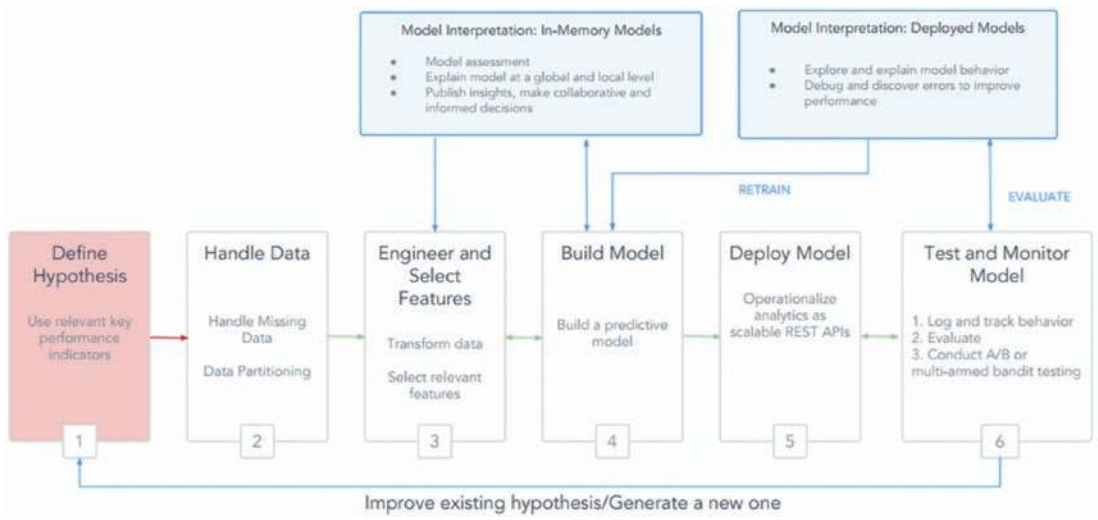 Model Interpretation: In-Memory Models
• Model assessment
• Explain model at a global and local level
• Publish insights, make collaborative and
informed decisions
Model Interpretation: Deployed Models
• Explore and explain model behavior
• Debug and discover errors to improve
performance
RETRAIN
EVALUATE
Define
Hypothesis
Use relevant key
performance
indicators
1
Handle Data
Handle Missing
Data
Data Partitioning
2
Engineer and
Select
Features
Transform data
Select relevant
features
3
Build Model
Build a predictive
model
4
Deploy Model
Operationalize
analytics as
scalable REST APIs
5
Test and Monitor
Model
1. Log and track behavior
2. Evaluate
3. Conduct A/B or
multi-armed bandit testing
6
Improve existing hypothesis/Generate a new one